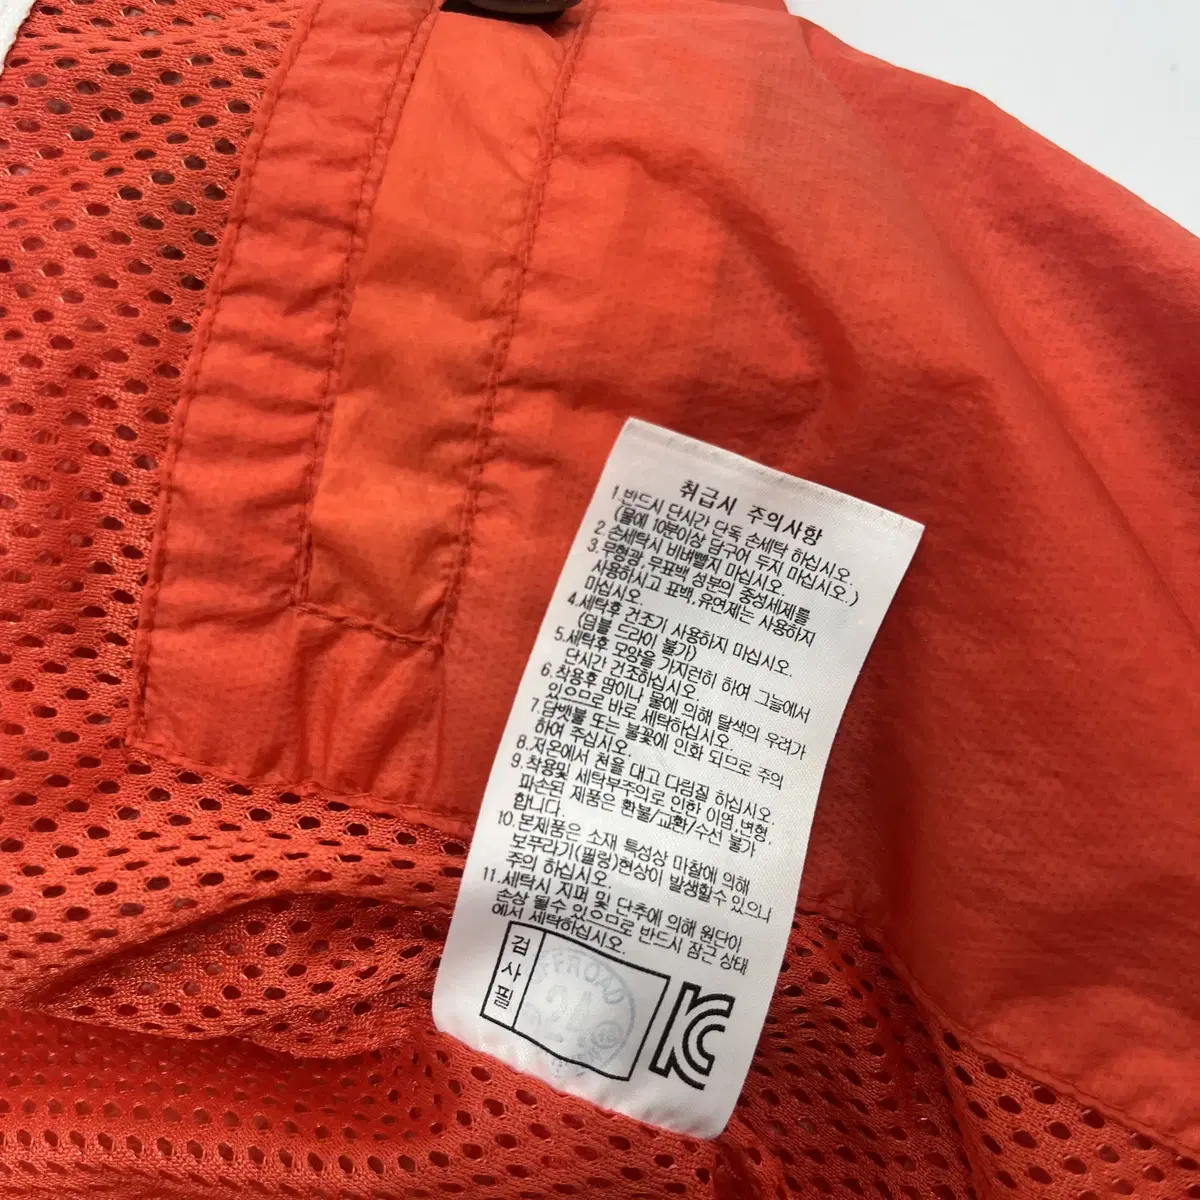 취급시 주의사항
1.반드시 단시간 단독 손세탁 하십시오.
(물에 10분이상 담구어 두지 마십시오.)
2.손세탁시 비벼빨지 마십시오.
3.무형광,무표백 성분의 중성세제를
사용하시고 표백,유연제는 사용하지
마십시오.
4.세탁후 건조기 사용하지 마십시오.
(텀블 드라이 불가)
5.세탁후 모양을 가지런히 하여 그늘에서
단시간 건조하십시오.
6.착용후 땀이나 물에 의해 탈색의 우려가
있으므로 바로 세탁하십시오.
7.담뱃불 또는 불꽃에 인화 되므로 주의
하여 주십시오.
8.저온에서 천을 대고 다림질 하십시오.
9.착용및 세탁부주의로 인한 이염,변형,
파손된 제품은 환불/교환/수선 불가
합니다.
10.본제품은 소재 특성상 마찰에 의해
보푸라기(필링)현상이 발생할수 있으나
주의 하십시오.
11.세탁시 지퍼 및 단추에 의해 원단이
손상 될수 있으므로 반드시 잠근 상태
에서 세탁하십시오.
검사필
FFROAD
24
KC